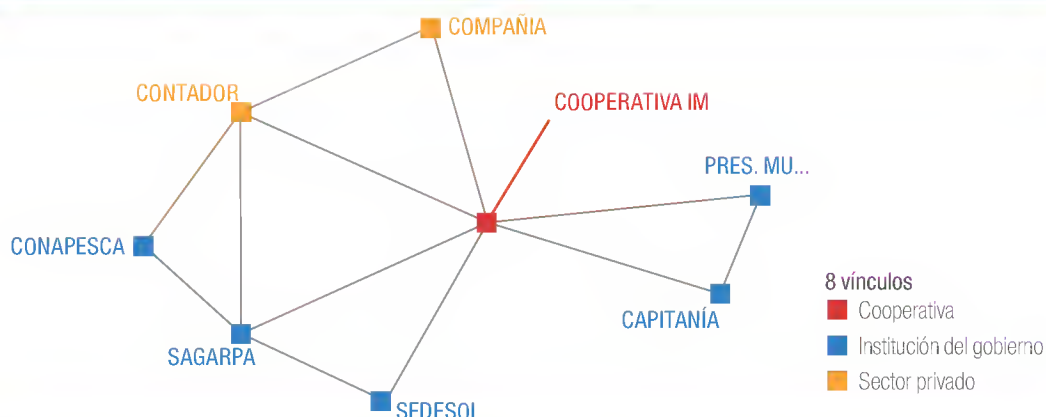 COMPAÑIA
CONTADOR
COOPERATIVA IM
PRES. MU...
CONAPESCA
CAPITANÍA
SAGARPA
SEDESOL
8 vínculos
Cooperativa
Institución del gobierno
Sector privado